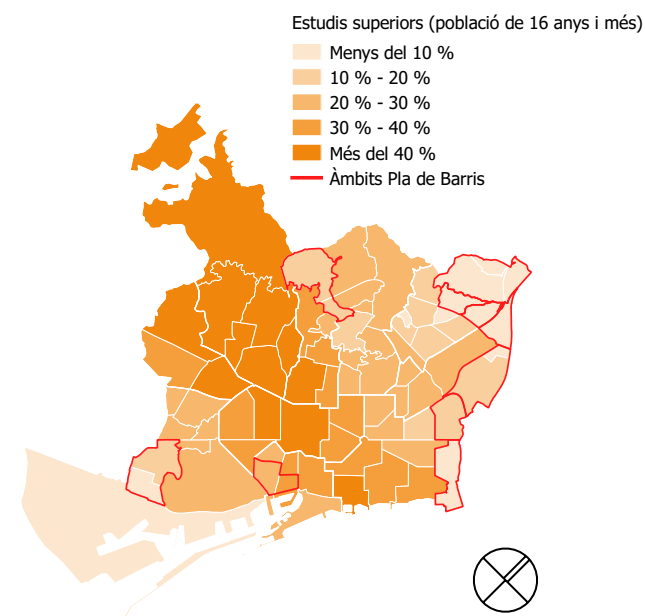 Estudis superiors (població de 16 anys i més)
Menys del 10 %
10 % - 20 %
20 % - 30 %
30 % - 40 %
Més del 40 %
Àmbits Pla de Barris